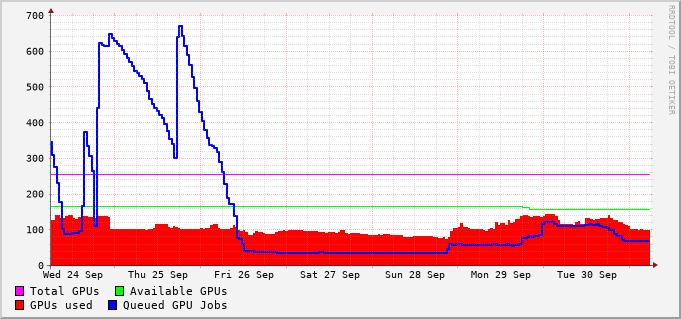 700
600
500
400
300
200
100
0
Wed 24 Sep Thu 25 Sep Fri 26 Sep Sat 27 Sep Sun 28 Sep Mon 29 Sep Tue 30 Sep
Total GPUs Available GPUs
GPUs used Queued GPU Jobs
RRDTOOL / TOBI OETIKER